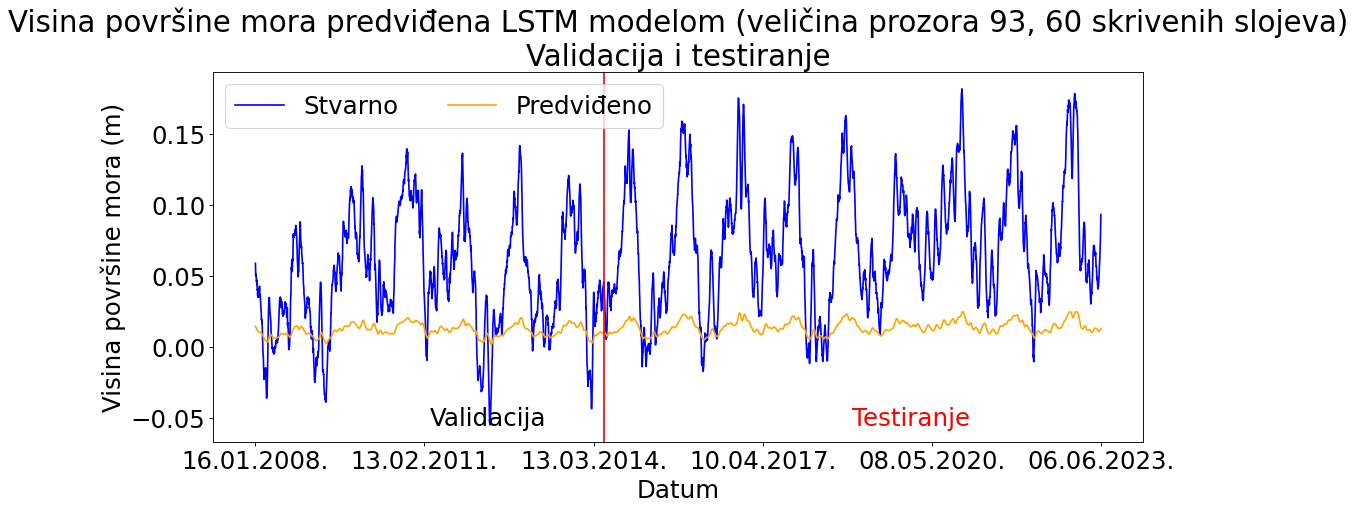 Visina površine mora predviđena LSTM modelom (veličina prozora 93, 60 skrivenih slojeva)
Validacija i testiranje
Stvarno Predviđeno
Visina površine mora (m)
0.15
0.10
0.05
0.00
−0.05
Validacija Testiranje
16.01.2008. 13.02.2011. 13.03.2014. 10.04.2017. 08.05.2020. 06.06.2023.
Datum